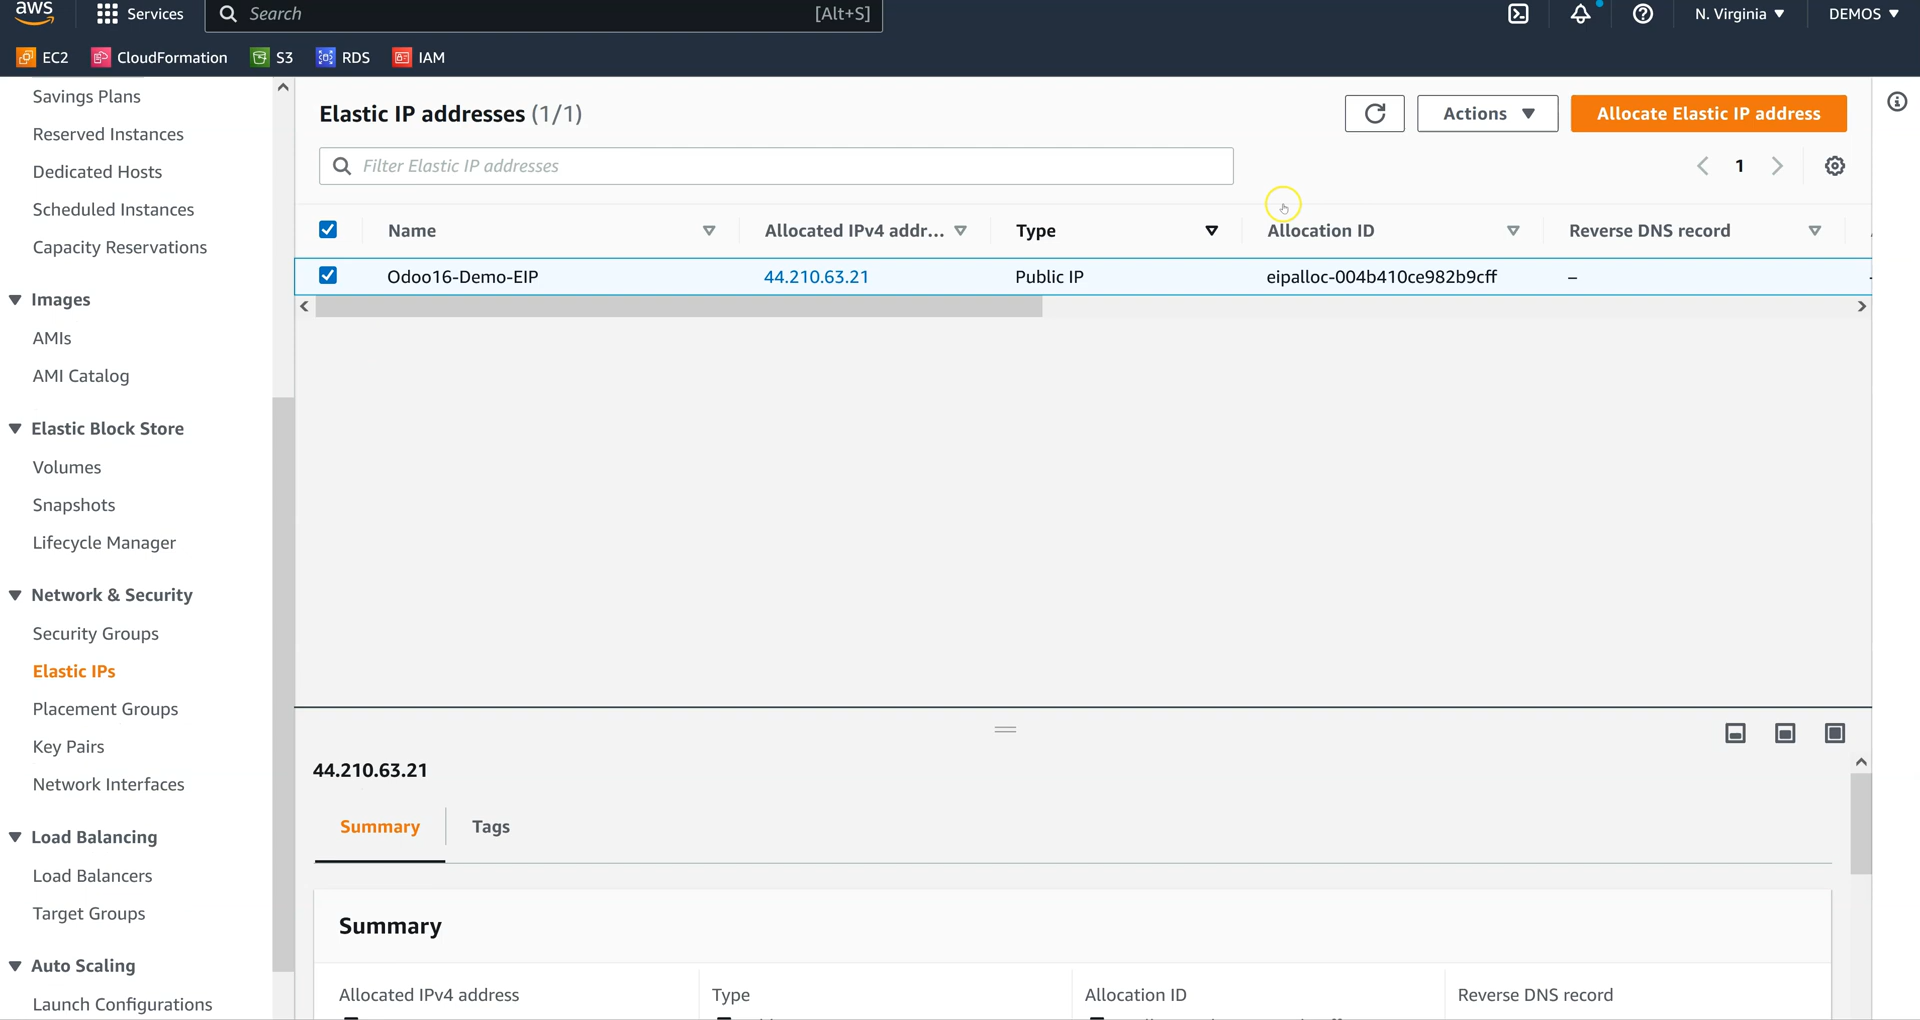 aws
Services
Search
[Alt+S]
N. Virginia
DEMOS
EC2
CloudFormation
S3
RDS
IAM
Savings Plans
Reserved Instances
Dedicated Hosts
Scheduled Instances
Capacity Reservations
Images
AMIs
AMI Catalog
Elastic Block Store
Volumes
Snapshots
Lifecycle Manager
Network & Security
Security Groups
Elastic IPs
Placement Groups
Key Pairs
Network Interfaces
Load Balancing
Load Balancers
Target Groups
Auto Scaling
Launch Configurations
Elastic IP addresses (1/1)
Actions
Allocate Elastic IP address
Filter Elastic IP addresses
1
Name
Allocated IPv4 addr...
Type
Allocation ID
Reverse DNS record
Odoo16-Demo-EIP
44.210.63.21
Public IP
eipalloc-004b410ce982b9cff
–
44.210.63.21
Summary
Tags
Summary
Allocated IPv4 address
Type
Allocation ID
Reverse DNS record